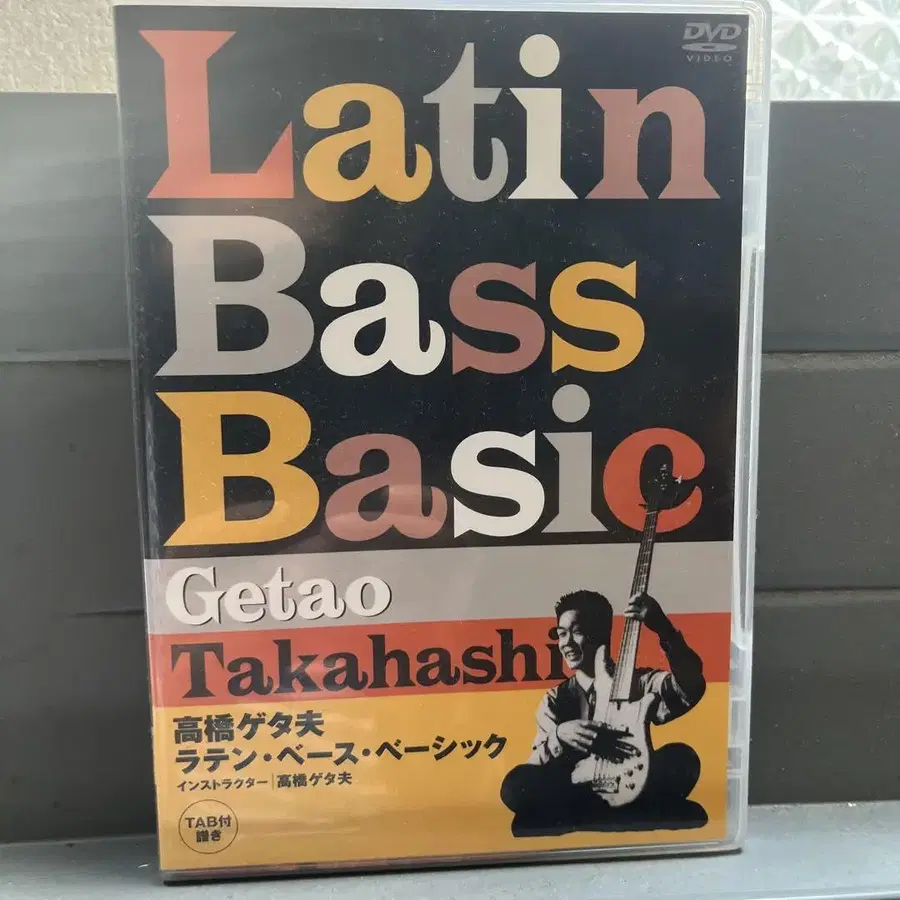 DVD
VIDEO
Latin
Bass
Basic
Getao
Takahashi
高橋ゲタ夫
ラテン・ベース・ベーシック
インストラクター|高橋ゲタ夫
TAB付
譜き